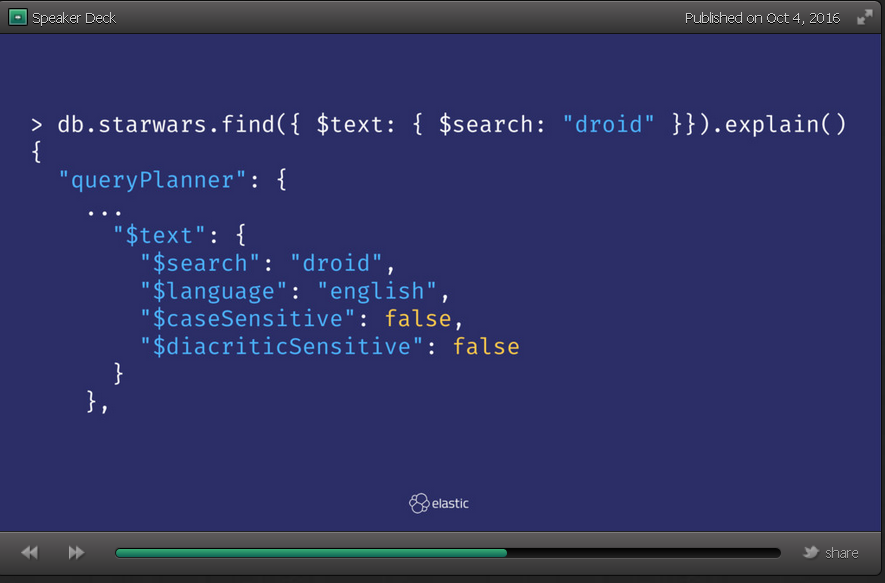 Speaker Deck
Published on Oct 4, 2016
> db.starwars.find({ $text: { $search: "droid" }}).explain()
{
  "queryPlanner": {
    ...
      "$text": {
        "$search": "droid",
        "$language": "english",
        "$caseSensitive": false,
        "$diacriticSensitive": false
      }
    },
elastic
share